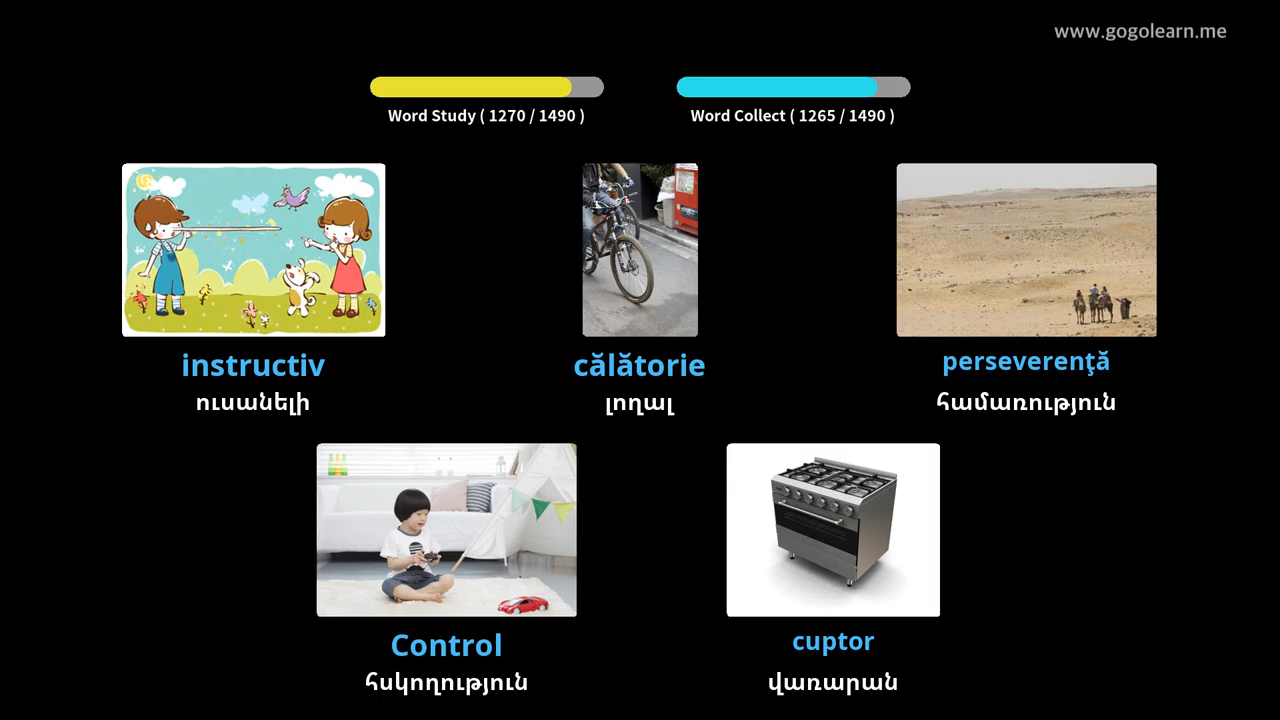 www.gogolearn.me
Word Study ( 1270 / 1490 )
Word Collect ( 1265 / 1490 )
instructiv
ուսանելի
călătorie
լողալ
perseverenţă
համառություն
Control
հսկողություն
cuptor
վառարան